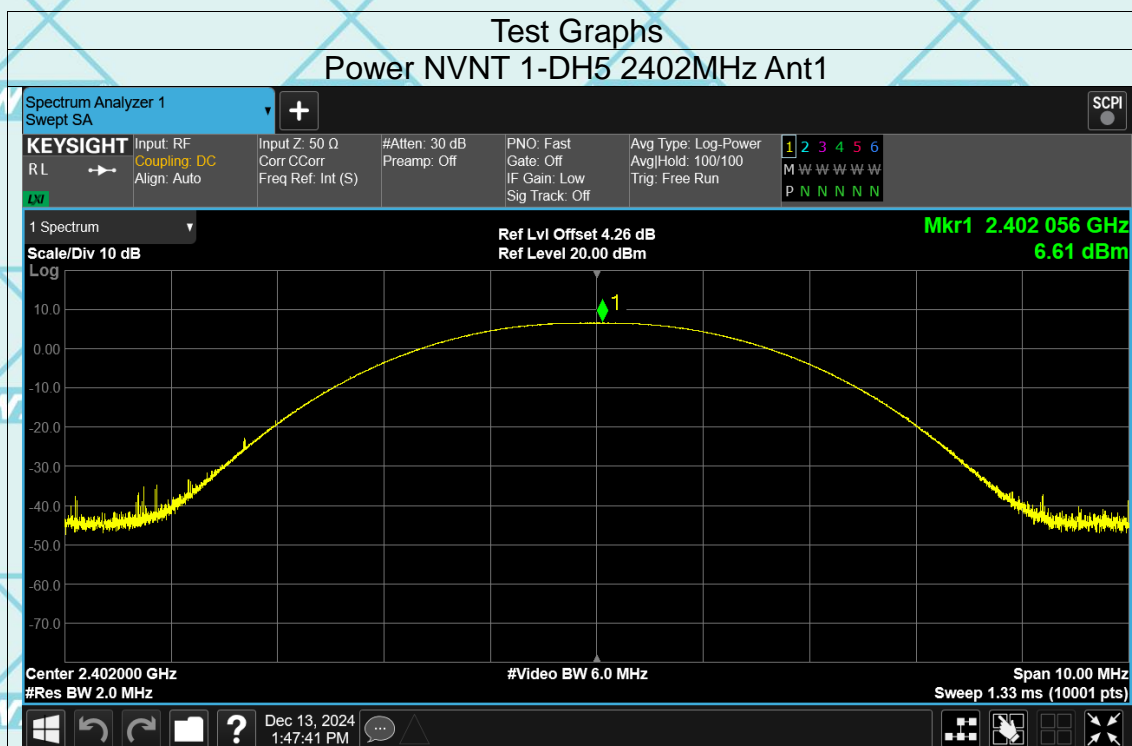 Test Graphs
Power NVNT 1-DH5 2402MHz Ant1
Spectrum Analyzer 1
Swept SA
+
SCPI
KEYSIGHT
RL
LXI
Input: RF
Coupling: DC
Align: Auto
Input Z: 50 Ω
Corr CCorr
Freq Ref: Int (S)
#Atten: 30 dB
Preamp: Off
PNO: Fast
Gate: Off
IF Gain: Low
Sig Track: Off
Avg Type: Log-Power
Avg|Hold: 100/100
Trig: Free Run
1 2 3 4 5 6
M W W W W W
P N N N N N
1 Spectrum
Scale/Div 10 dB
Ref Lvl Offset 4.26 dB
Ref Level 20.00 dBm
Mkr1 2.402 056 GHz
6.61 dBm
Log
1
10.0
0.00
-10.0
-20.0
-30.0
-40.0
-50.0
-60.0
-70.0
Center 2.402000 GHz
#Res BW 2.0 MHz
#Video BW 6.0 MHz
Span 10.00 MHz
Sweep 1.33 ms (10001 pts)
?
Dec 13, 2024
1:47:41 PM